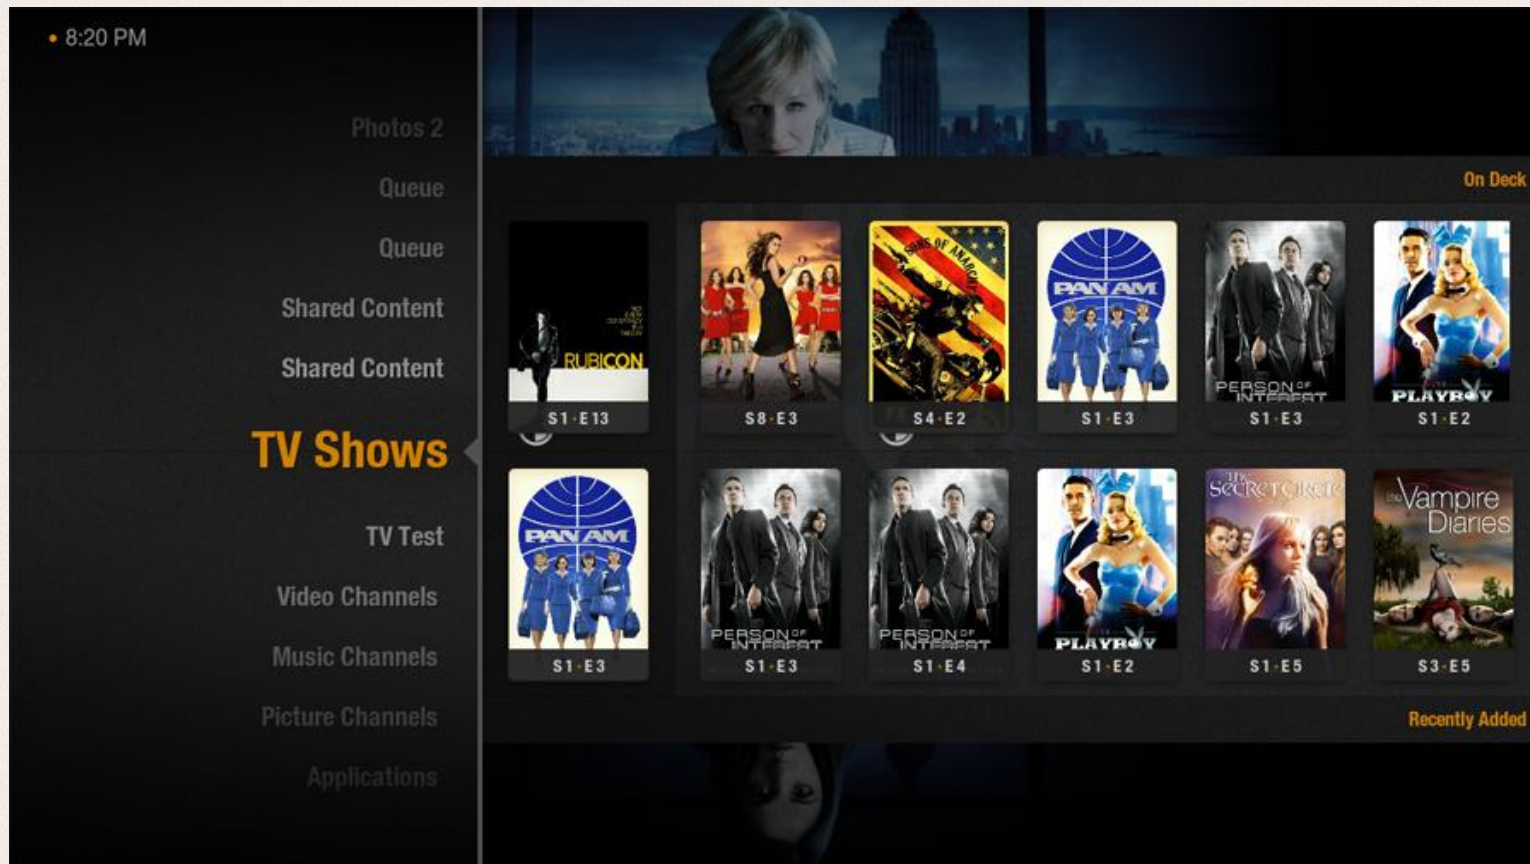 8:20 PM
Photos 2
Queue
Queue
Shared Content
Shared Content
TV Shows
TV Test
Video Channels
Music Channels
Picture Channels
Applications
On Deck
RUBICON
SONS OF ANARCHY
PAN AM
PERSON OF
INTEREST
PLAYBOY
S1·E13
S8·E3
S4·E2
S1·E3
S1·E3
S1·E2
PAN AM
PERSON OF
INTEREST
PERSON OF
INTEREST
PLAYBOY
The
SECRET CIRCLE
the Vampire
Diaries
S1·E3
S1·E3
S1·E4
S1·E2
S1·E5
S3·E5
Recently Added